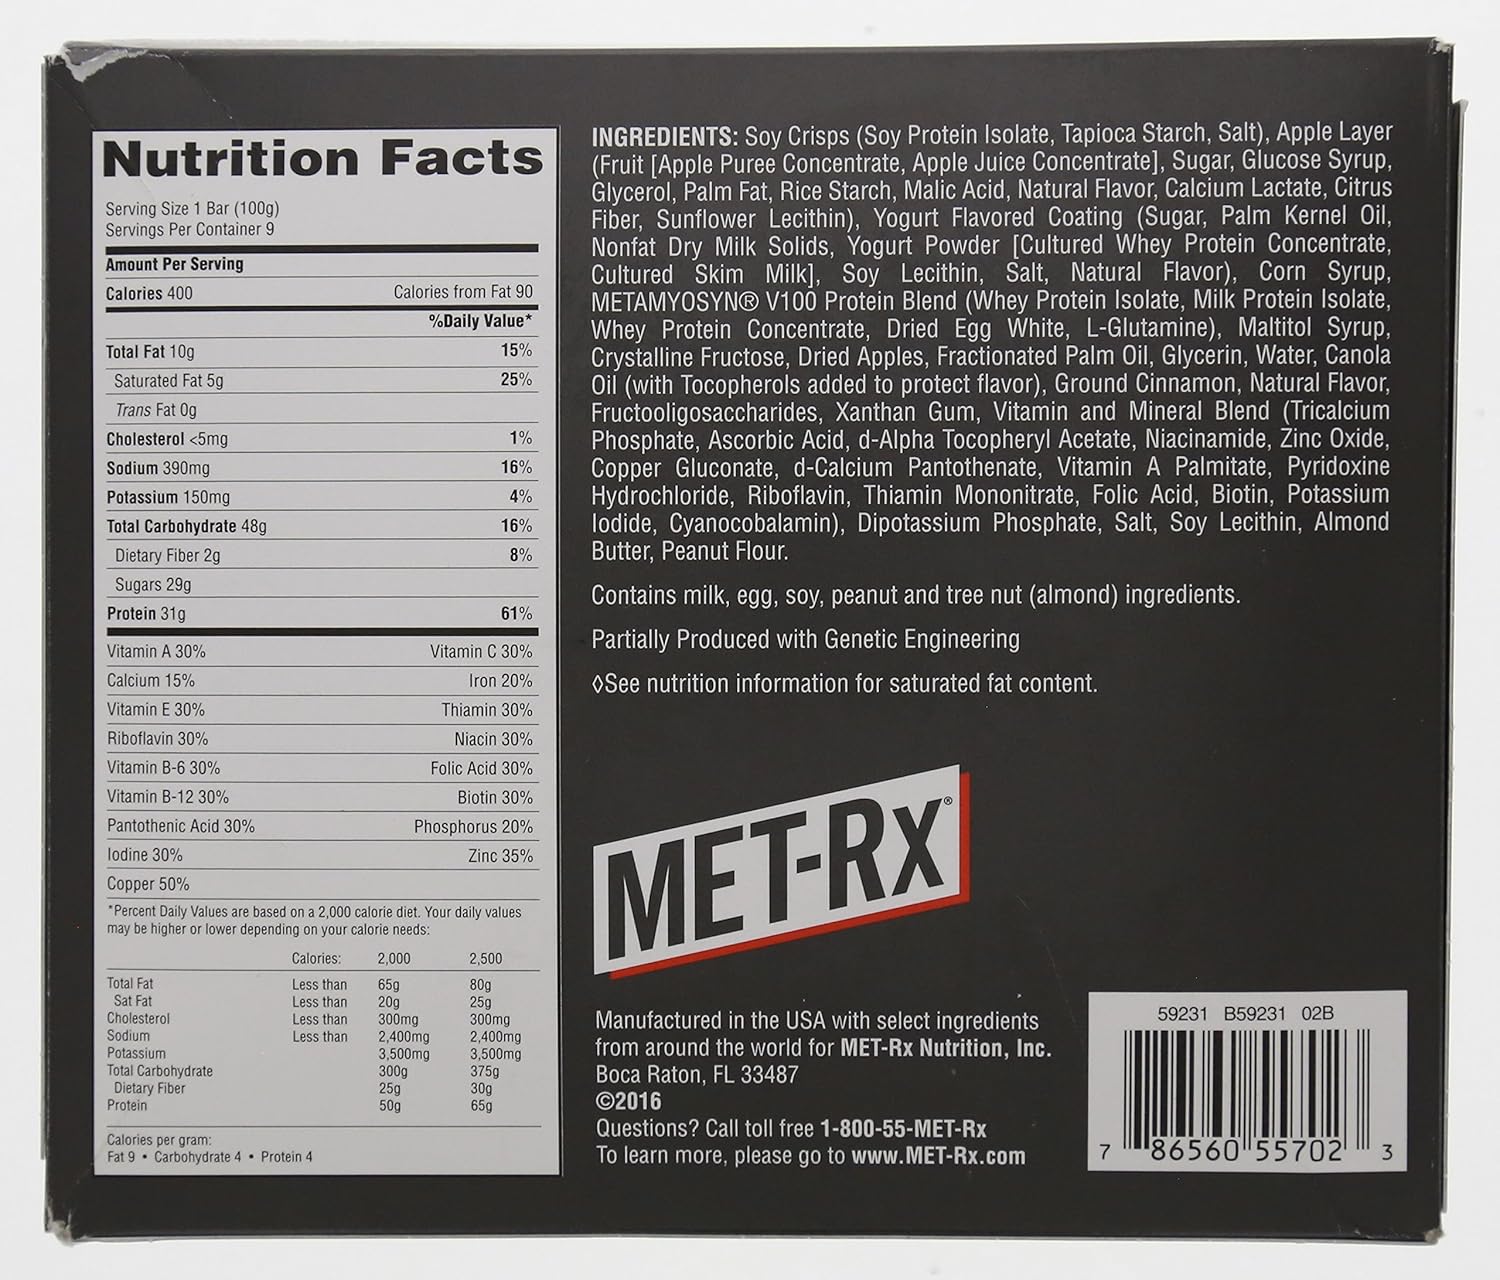 Nutrition Facts
Serving Size 1 Bar (100g)
Servings Per Container 9
Amount Per Serving
Calories 400 Calories from Fat 90
%Daily Value*
Total Fat 10g 15%
Saturated Fat 5g 25%
Trans Fat 0g
Cholesterol <5mg 1%
Sodium 390mg 16%
Potassium 150mg 4%
Total Carbohydrate 48g 16%
Dietary Fiber 2g 8%
Sugars 29g
Protein 31g 61%
Vitamin A 30% Vitamin C 30%
Calcium 15% Iron 20%
Vitamin E 30% Thiamin 30%
Riboflavin 30% Niacin 30%
Vitamin B-6 30% Folic Acid 30%
Vitamin B-12 30% Biotin 30%
Pantothenic Acid 30% Phosphorus 20%
Iodine 30% Zinc 35%
Copper 50%
*Percent Daily Values are based on a 2,000 calorie diet. Your daily values
may be higher or lower depending on your calorie needs:
Calories: 2,000 2,500
Total Fat Less than 65g 80g
Sat Fat Less than 20g 25g
Cholesterol Less than 300mg 300mg
Sodium Less than 2,400mg 2,400mg
Potassium 3,500mg 3,500mg
Total Carbohydrate 300g 375g
Dietary Fiber 25g 30g
Protein 50g 65g
Calories per gram:
Fat 9 • Carbohydrate 4 • Protein 4
INGREDIENTS: Soy Crisps (Soy Protein Isolate, Tapioca Starch, Salt), Apple Layer
(Fruit [Apple Puree Concentrate, Apple Juice Concentrate], Sugar, Glucose Syrup,
Glycerol, Palm Fat, Rice Starch, Malic Acid, Natural Flavor, Calcium Lactate, Citrus
Fiber, Sunflower Lecithin), Yogurt Flavored Coating (Sugar, Palm Kernel Oil,
Nonfat Dry Milk Solids, Yogurt Powder [Cultured Whey Protein Concentrate,
Cultured Skim Milk], Soy Lecithin, Salt, Natural Flavor), Corn Syrup,
METAMYOSYN® V100 Protein Blend (Whey Protein Isolate, Milk Protein Isolate,
Whey Protein Concentrate, Dried Egg White, L-Glutamine), Maltitol Syrup,
Crystalline Fructose, Dried Apples, Fractionated Palm Oil, Glycerin, Water, Canola
Oil (with Tocopherols added to protect flavor), Ground Cinnamon, Natural Flavor,
Fructooligosaccharides, Xanthan Gum, Vitamin and Mineral Blend (Tricalcium
Phosphate, Ascorbic Acid, d-Alpha Tocopheryl Acetate, Niacinamide, Zinc Oxide,
Copper Gluconate, d-Calcium Pantothenate, Vitamin A Palmitate, Pyridoxine
Hydrochloride, Riboflavin, Thiamin Mononitrate, Folic Acid, Biotin, Potassium
Iodide, Cyanocobalamin), Dipotassium Phosphate, Salt, Soy Lecithin, Almond
Butter, Peanut Flour.
Contains milk, egg, soy, peanut and tree nut (almond) ingredients.
Partially Produced with Genetic Engineering
◊See nutrition information for saturated fat content.
MET-Rx®
Manufactured in the USA with select ingredients
from around the world for MET-Rx Nutrition, Inc.
Boca Raton, FL 33487
©2016
Questions? Call toll free 1-800-55-MET-Rx
To learn more, please go to www.MET-Rx.com
59231 B59231 02B
7 86560 55702 3